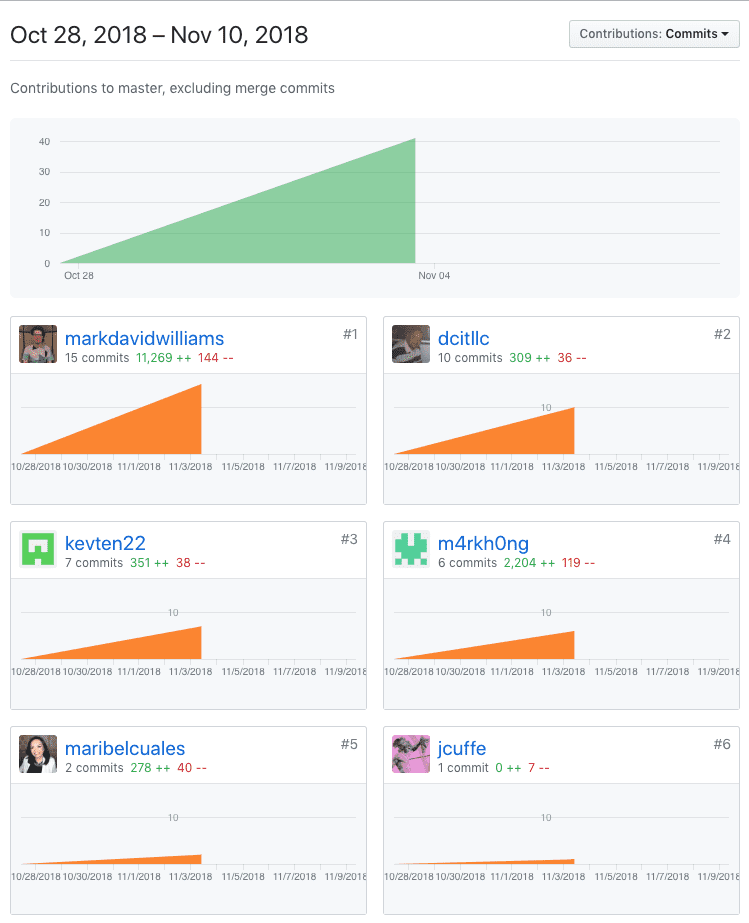 Oct 28, 2018 – Nov 10, 2018
Contributions: Commits
Contributions to master, excluding merge commits
40
30
20
10
0
Oct 28 Nov 04
markdavidwilliams #1
15 commits 11,269 ++ 144 --
10/28/2018 10/30/2018 11/1/2018 11/3/2018 11/5/2018 11/7/2018 11/9/2018
dcitllc #2
10 commits 309 ++ 36 --
10
10/28/2018 10/30/2018 11/1/2018 11/3/2018 11/5/2018 11/7/2018 11/9/2018
kevten22 #3
7 commits 351 ++ 38 --
10
10/28/2018 10/30/2018 11/1/2018 11/3/2018 11/5/2018 11/7/2018 11/9/2018
m4rkh0ng #4
6 commits 2,204 ++ 119 --
10
10/28/2018 10/30/2018 11/1/2018 11/3/2018 11/5/2018 11/7/2018 11/9/2018
maribelcuales #5
2 commits 278 ++ 40 --
10
10/28/2018 10/30/2018 11/1/2018 11/3/2018 11/5/2018 11/7/2018 11/9/2018
jcuffe #6
1 commit 0 ++ 7 --
10
10/28/2018 10/30/2018 11/1/2018 11/3/2018 11/5/2018 11/7/2018 11/9/2018